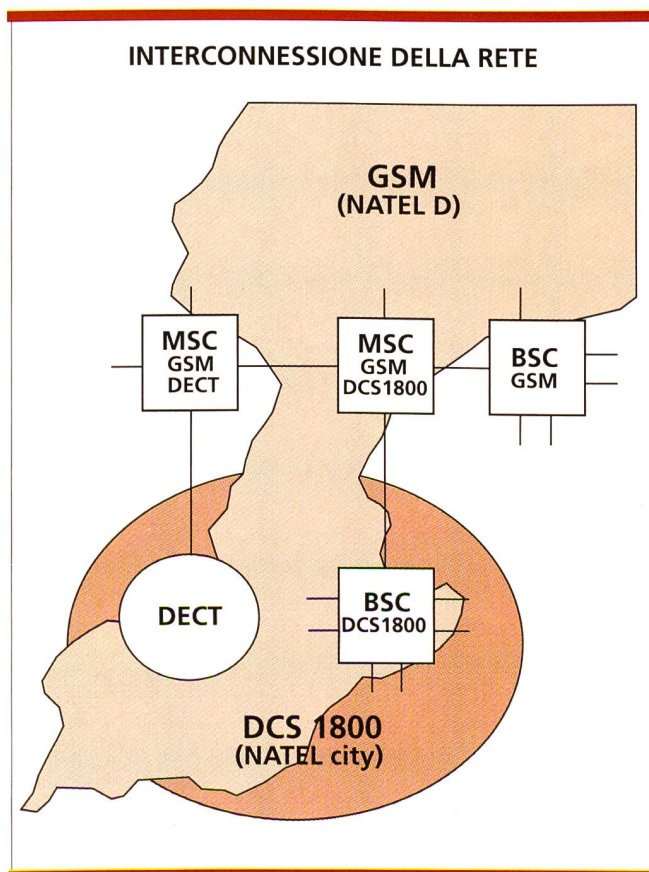 INTERCONNESSIONE DELLA RETE
GSM
(NATEL D)
MSC
GSM
DECT
MSC
GSM
DCS1800
BSC
GSM
DECT
BSC
DCS1800
DCS 1800
(NATEL city)